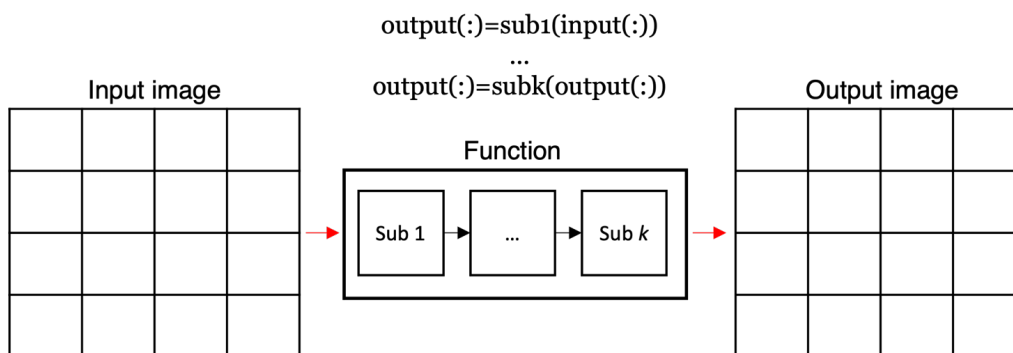 output(:)=sub1(input(:))
...
output(:)=subk(output(:))
Input image
Output image
Function
Sub 1
...
Sub k